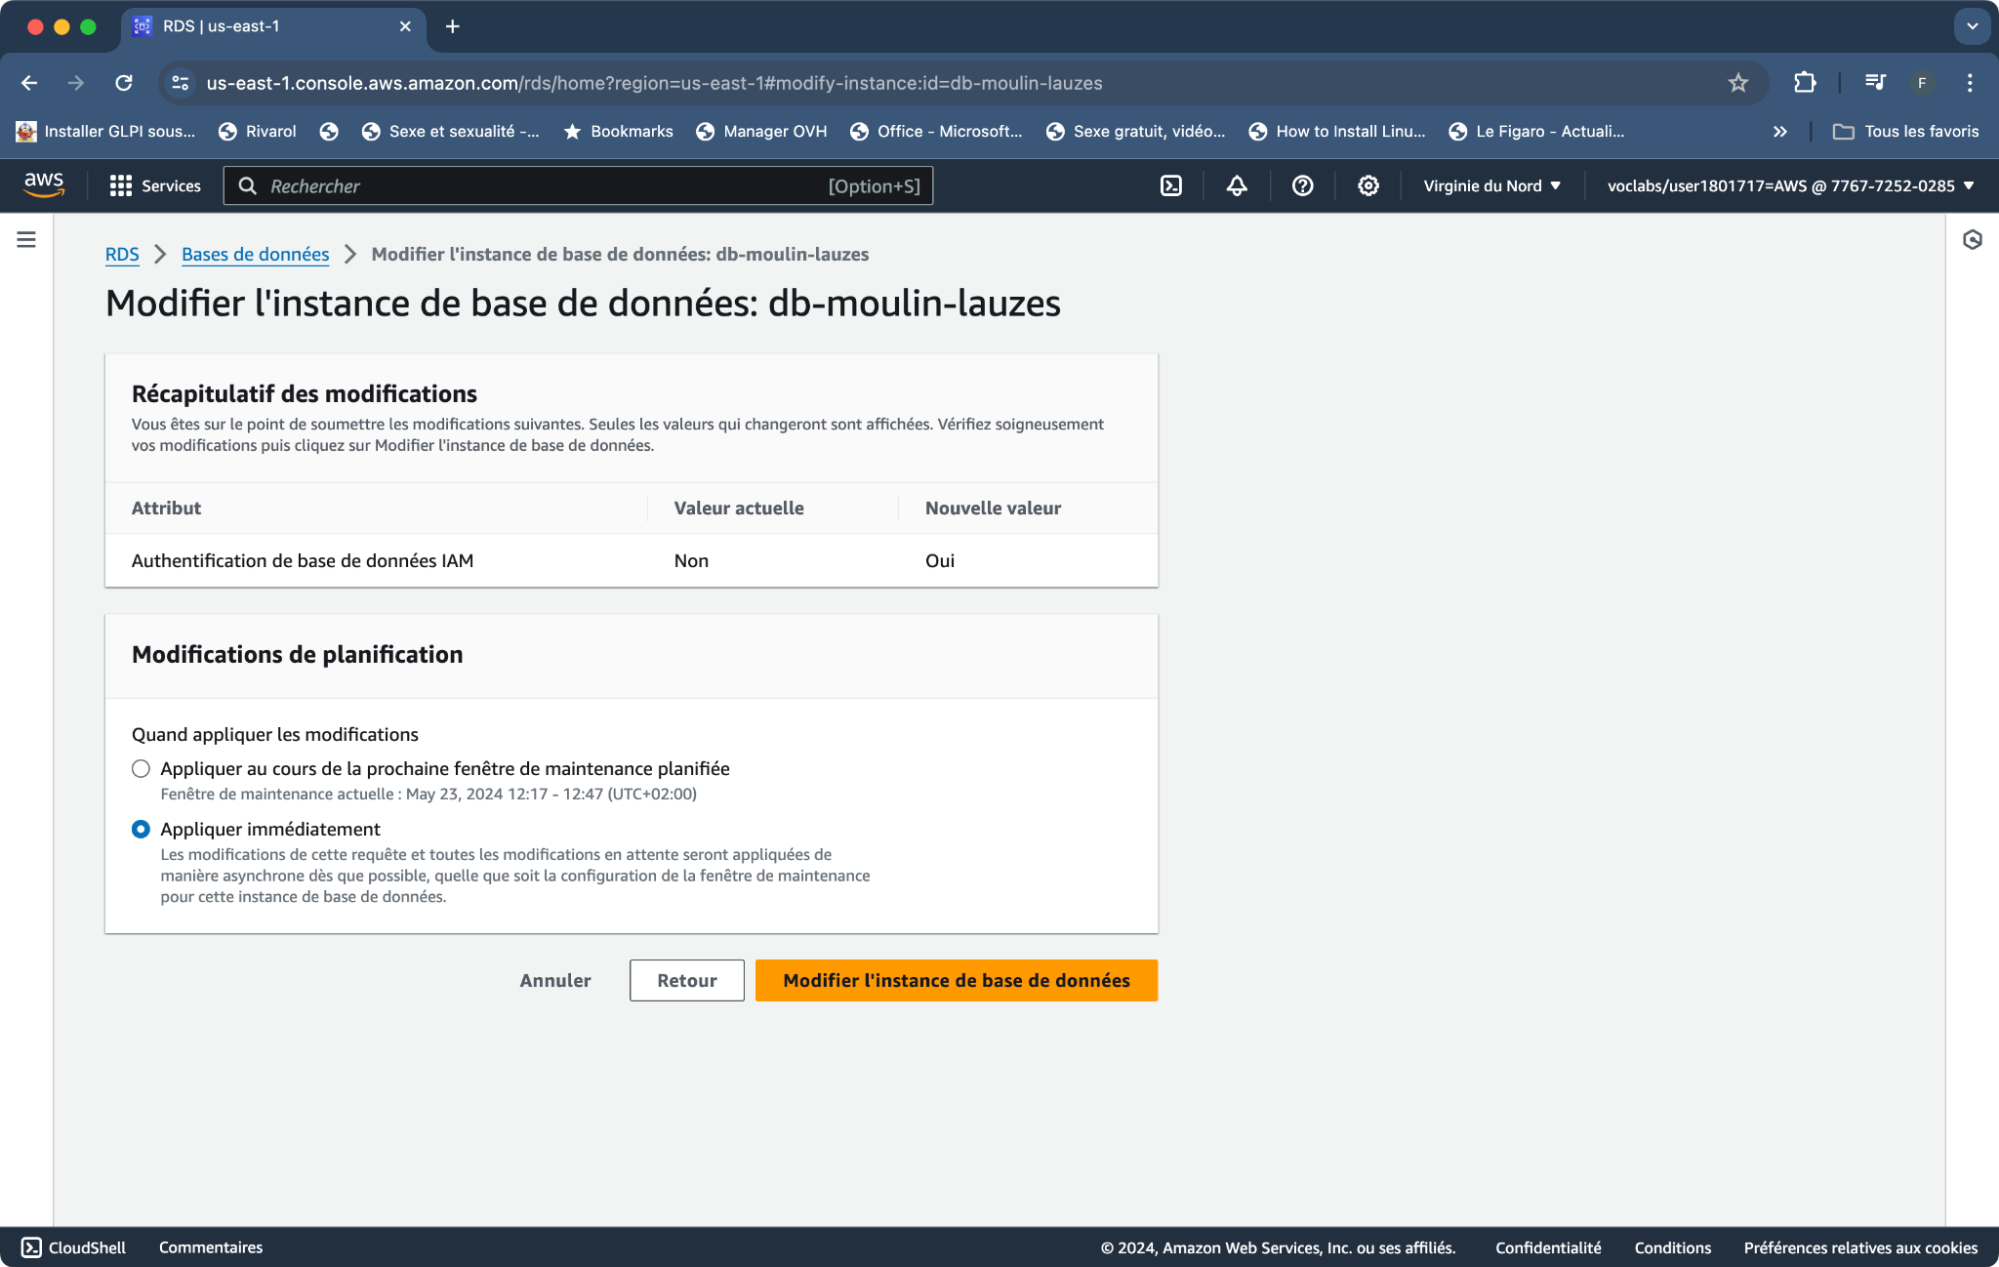 RDS | us-east-1
us-east-1.console.aws.amazon.com/rds/home?region=us-east-1#modify-instance:id=db-moulin-lauzes
F
Installer GLPI sous... Rivarol Sexe et sexualité -... Bookmarks Manager OVH Office - Microsoft... Sexe gratuit, vidéo... How to Install Linu... Le Figaro - Actuali... » Tous les favoris
aws Services Rechercher [Option+S] Virginie du Nord voclabs/user1801717=AWS @ 7767-7252-0285
RDS > Bases de données > Modifier l'instance de base de données: db-moulin-lauzes
Modifier l'instance de base de données: db-moulin-lauzes
Récapitulatif des modifications
Vous êtes sur le point de soumettre les modifications suivantes. Seules les valeurs qui changeront sont affichées. Vérifiez soigneusement
vos modifications puis cliquez sur Modifier l'instance de base de données.
Attribut Valeur actuelle Nouvelle valeur
Authentification de base de données IAM Non Oui
Modifications de planification
Quand appliquer les modifications
Appliquer au cours de la prochaine fenêtre de maintenance planifiée
Fenêtre de maintenance actuelle : May 23, 2024 12:17 - 12:47 (UTC+02:00)
Appliquer immédiatement
Les modifications de cette requête et toutes les modifications en attente seront appliquées de
manière asynchrone dès que possible, quelle que soit la configuration de la fenêtre de maintenance
pour cette instance de base de données.
Annuler Retour Modifier l'instance de base de données
CloudShell Commentaires © 2024, Amazon Web Services, Inc. ou ses affiliés. Confidentialité Conditions Préférences relatives aux cookies